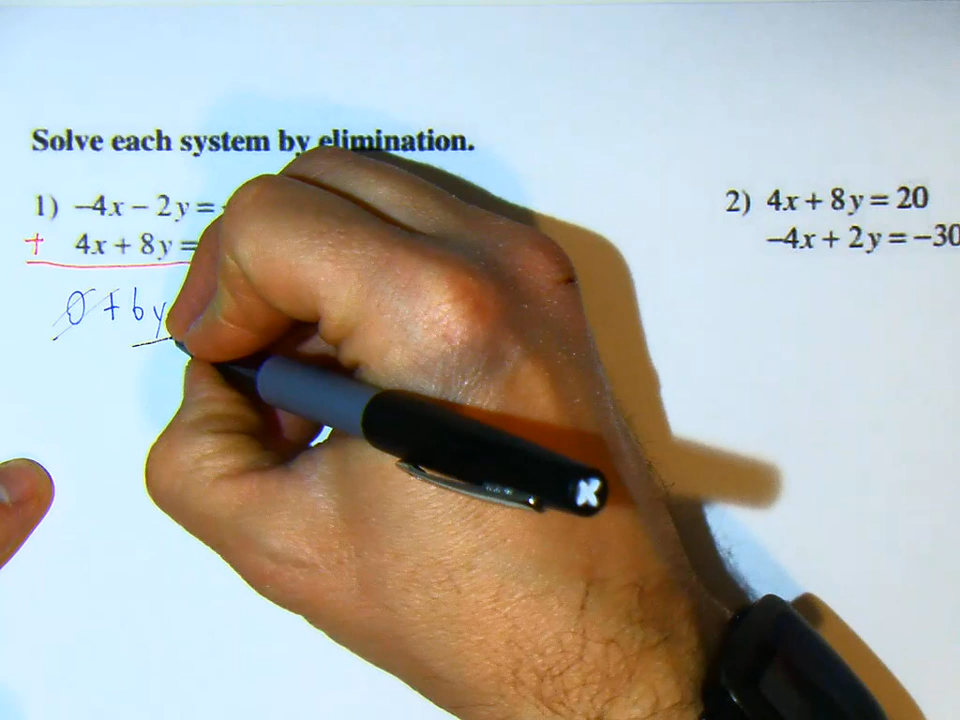 Solve each system by elimination.
1) –4x – 2y =
+ 4x + 8y =
0 + 6y
2) 4x + 8y = 20
–4x + 2y = –30
X